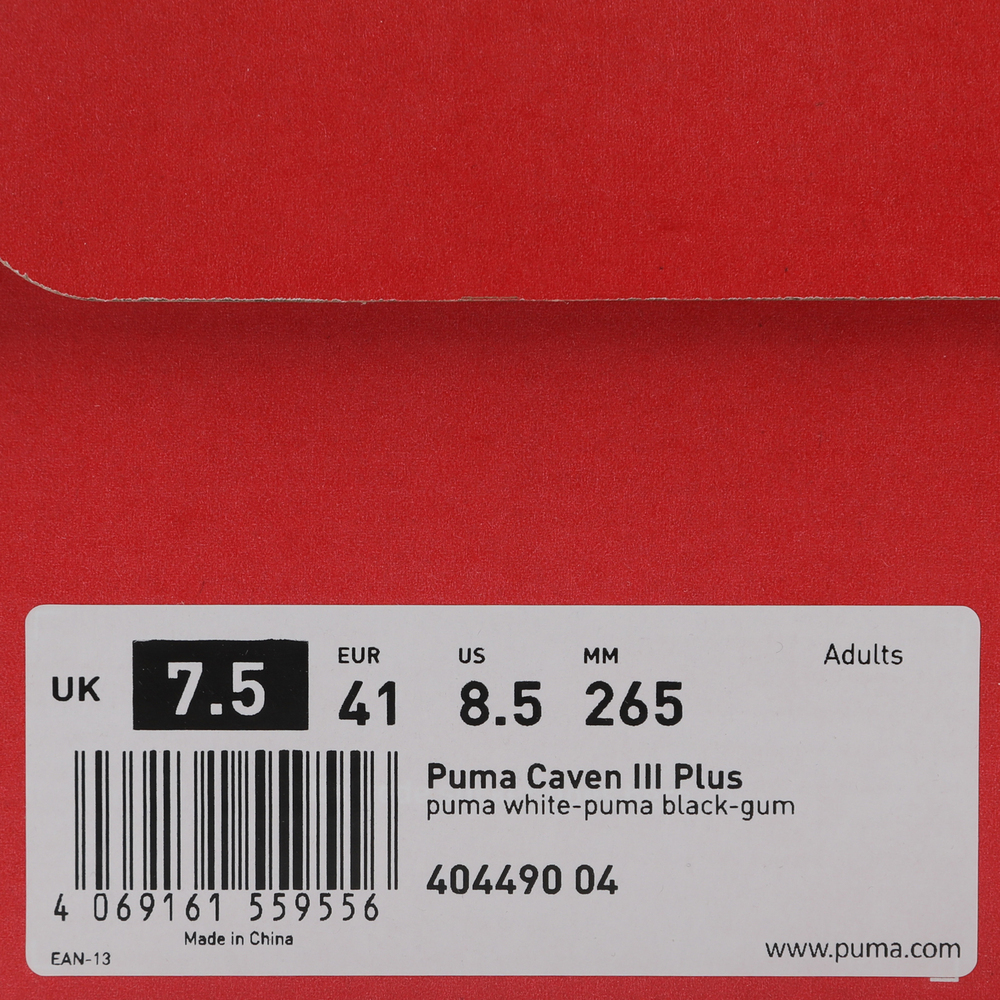 EUR US MM Adults
UK 7.5 41 8.5 265
Puma Caven III Plus
puma white-puma black-gum
404490 04
4 069161 559556
Made in China
EAN-13
www.puma.com